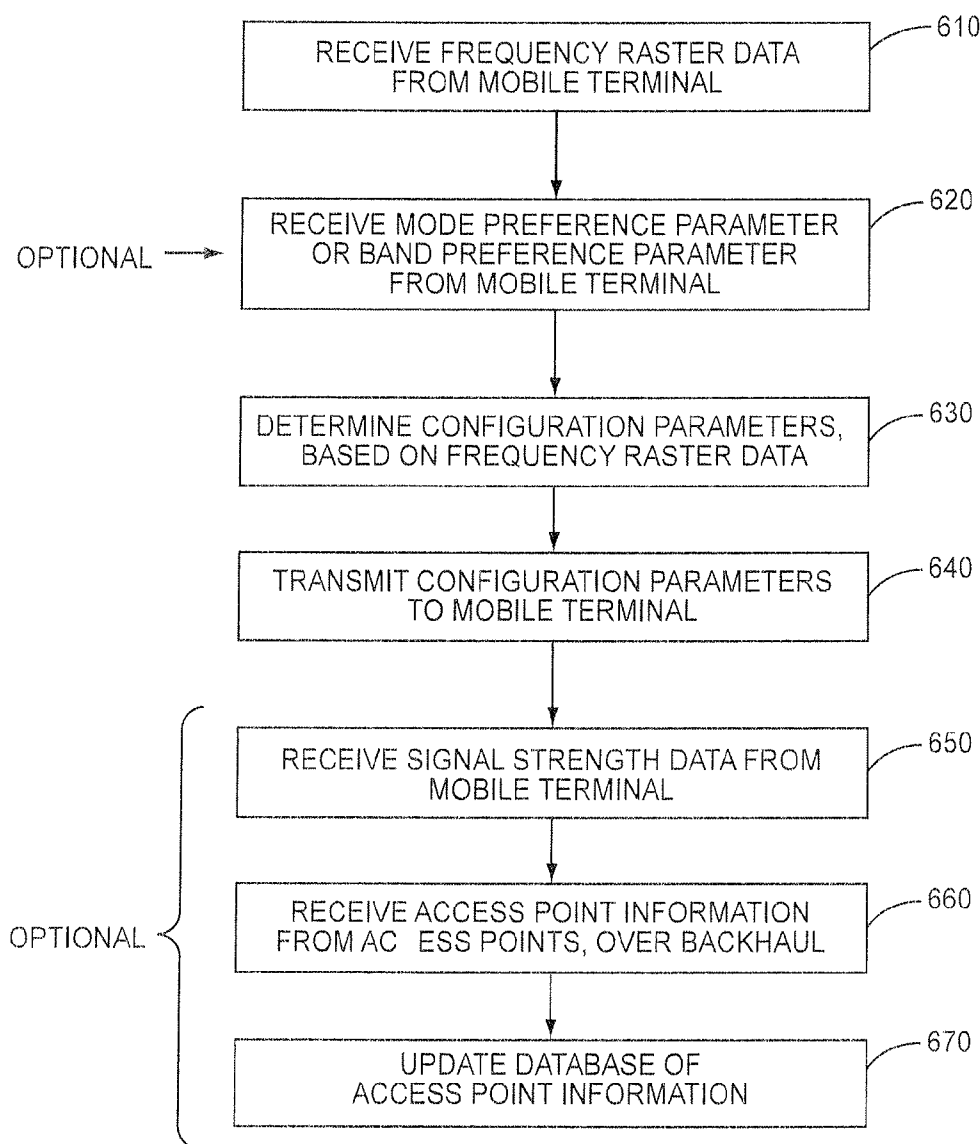 610
RECEIVE FREQUENCY RASTER DATA
FROM MOBILE TERMINAL
620
OPTIONAL
RECEIVE MODE PREFERENCE PARAMETER
OR BAND PREFERENCE PARAMETER
FROM MOBILE TERMINAL
630
DETERMINE CONFIGURATION PARAMETERS,
BASED ON FREQUENCY RASTER DATA
640
TRANSMIT CONFIGURATION PARAMETERS
TO MOBILE TERMINAL
650
RECEIVE SIGNAL STRENGTH DATA FROM
MOBILE TERMINAL
660
OPTIONAL
RECEIVE ACCESS POINT INFORMATION
FROM AC ESS POINTS, OVER BACKHAUL
670
UPDATE DATABASE OF
ACCESS POINT INFORMATION